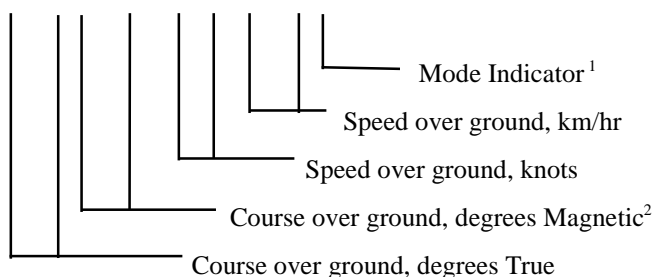 Mode Indicator¹
Speed over ground, km/hr
Speed over ground, knots
Course over ground, degrees Magnetic²
Course over ground, degrees True